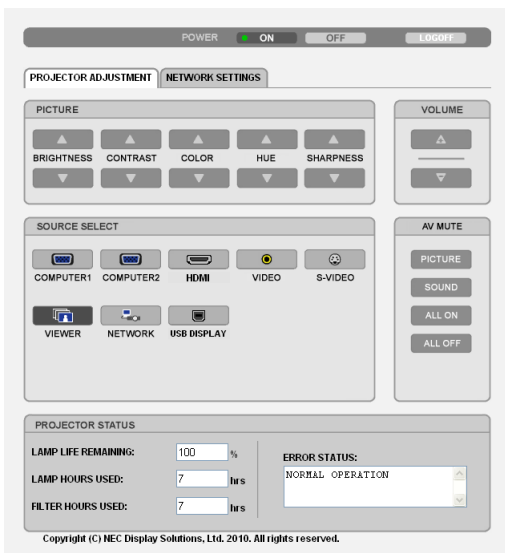 POWER ON OFF LOGOFF
PROJECTOR ADJUSTMENT NETWORK SETTINGS
PICTURE
BRIGHTNESS CONTRAST COLOR HUE SHARPNESS
VOLUME
SOURCE SELECT
COMPUTER1 COMPUTER2 HDMI VIDEO S-VIDEO
VIEWER NETWORK USB DISPLAY
AV MUTE
PICTURE
SOUND
ALL ON
ALL OFF
PROJECTOR STATUS
LAMP LIFE REMAINING: 100 %
LAMP HOURS USED: 7 hrs
FILTER HOURS USED: 7 hrs
ERROR STATUS:
NORMAL OPERATION
Copyright (C) NEC Display Solutions, Ltd. 2010. All rights reserved.